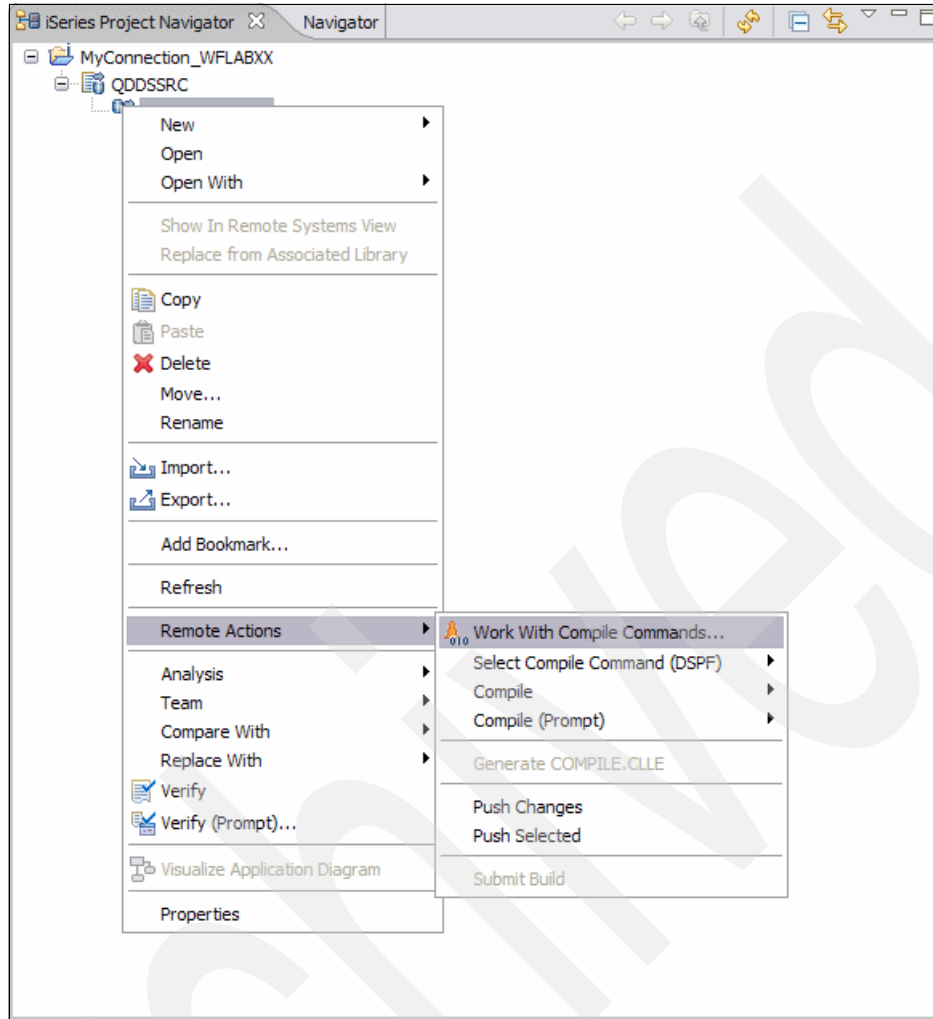 iSeries Project Navigator
Navigator
MyConnection_WFLABXX
QDDSSRC
New
Open
Open With
Show In Remote Systems View
Replace from Associated Library
Copy
Paste
Delete
Move...
Rename
Import...
Export...
Add Bookmark...
Refresh
Remote Actions
Analysis
Team
Compare With
Replace With
Verify
Verify (Prompt)...
Visualize Application Diagram
Properties
010 Work With Compile Commands...
Select Compile Command (DSPF)
Compile
Compile (Prompt)
Generate COMPILE.CLLE
Push Changes
Push Selected
Submit Build